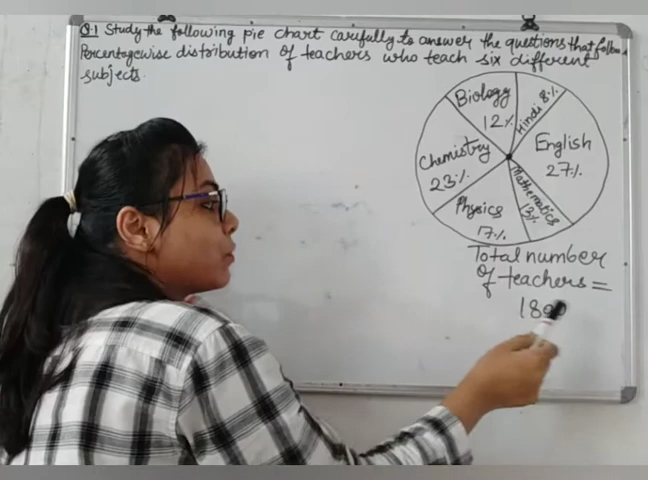 Q.1 Study the following pie chart carefully to answer the questions that follow.
Percentagewise distribution of teachers who teach six different
subjects.
Biology
12%
Hindi 8%
English
27%
Chemistry
23%
Mathematics
Physics
17%
Total number
of teachers =
1800